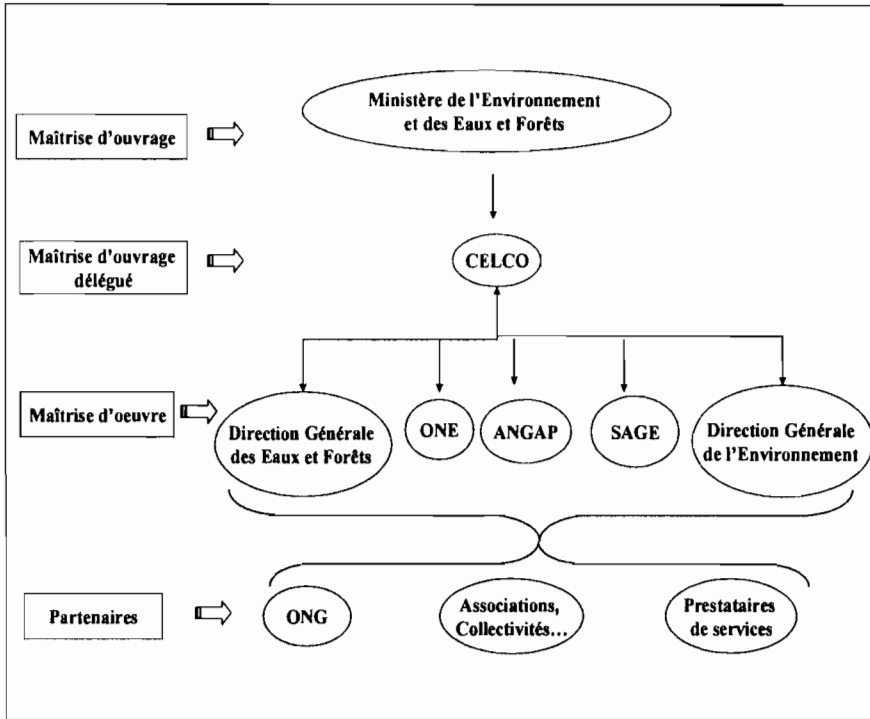 Ministère de l'Environnement
et des Eaux et Forêts
Maîtrise d'ouvrage
Maîtrise d'ouvrage
délégué
CELCO
Maîtrise d'oeuvre
Direction Générale
des Eaux et Forêts
ONE
ANGAP
SAGE
Direction Générale
de l'Environnement
Partenaires
ONG
Associations,
Collectivités...
Prestataires
de services